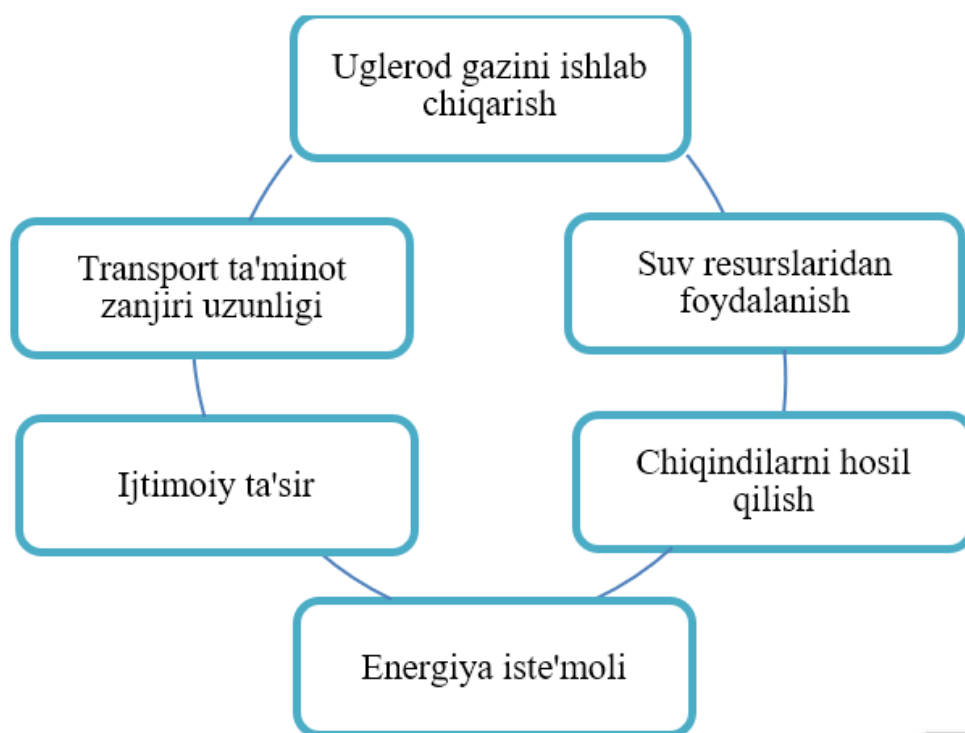 Uglerod gazini ishlab
chiqarish
Transport ta'minot
zanjiri uzunligi
Suv resurslaridan
foydalanish
Ijtimoiy ta'sir
Chiqindilarni hosil
qilish
Energiya iste'moli